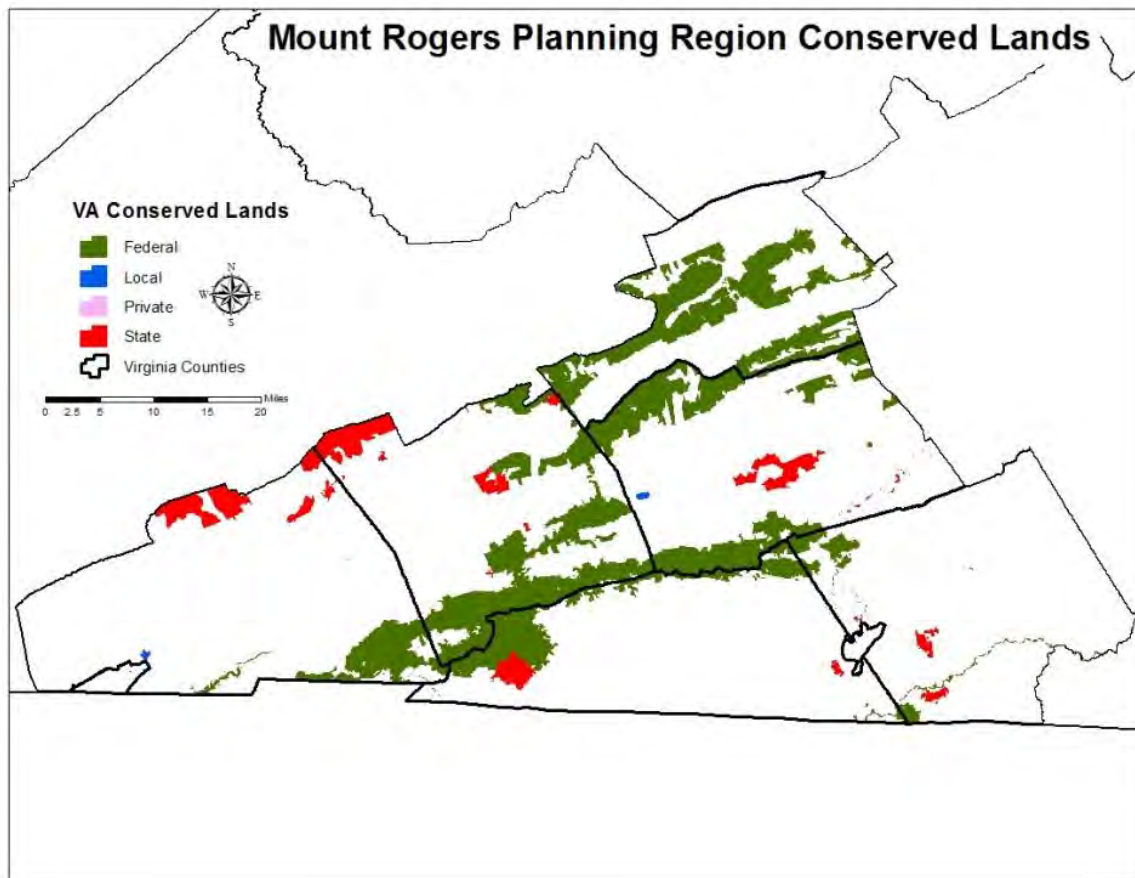 Mount Rogers Planning Region Conserved Lands
VA Conserved Lands
Federal
Local
Private
State
Virginia Counties
N
W E
S
Miles
0 2.5 5 10 15 20